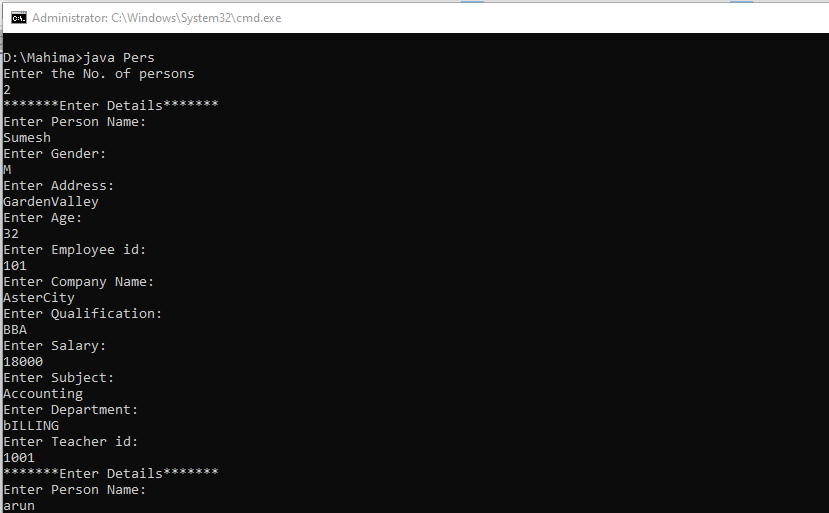 Administrator: C:\Windows\System32\cmd.exe
D:\Mahima>java Pers
Enter the No. of persons
2
*******Enter Details*******
Enter Person Name:
Sumesh
Enter Gender:
M
Enter Address:
GardenValley
Enter Age:
32
Enter Employee id:
101
Enter Company Name:
AsterCity
Enter Qualification:
BBA
Enter Salary:
18000
Enter Subject:
Accounting
Enter Department:
bILLING
Enter Teacher id:
1001
*******Enter Details*******
Enter Person Name:
arun